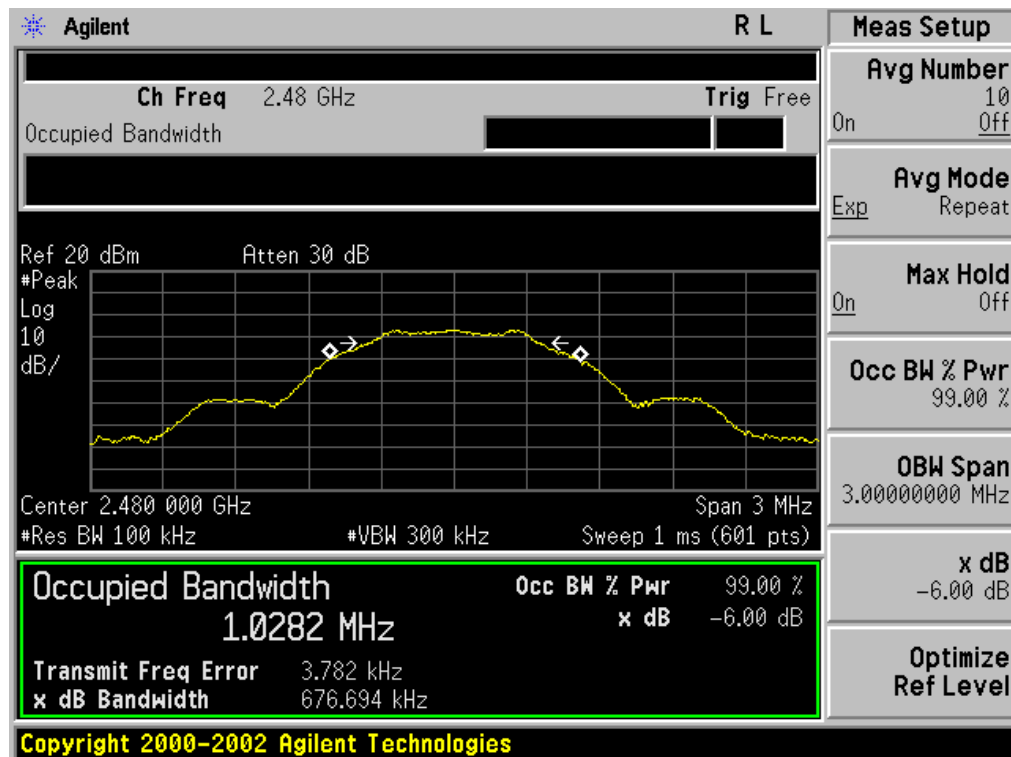 Agilent R L
Meas Setup
Ch Freq 2.48 GHz Trig Free
Occupied Bandwidth
Ref 20 dBm Atten 30 dB
#Peak
Log
10
dB/
Center 2.480 000 GHz Span 3 MHz
#Res BW 100 kHz #VBW 300 kHz Sweep 1 ms (601 pts)
Occupied Bandwidth Occ BW % Pwr 99.00 %
1.0282 MHz x dB -6.00 dB
Transmit Freq Error 3.782 kHz
x dB Bandwidth 676.694 kHz
Avg Number
10
On Off
Avg Mode
Exp Repeat
Max Hold
On Off
Occ BW % Pwr
99.00 %
OBW Span
3.00000000 MHz
x dB
-6.00 dB
Optimize
Ref Level
Copyright 2000-2002 Agilent Technologies